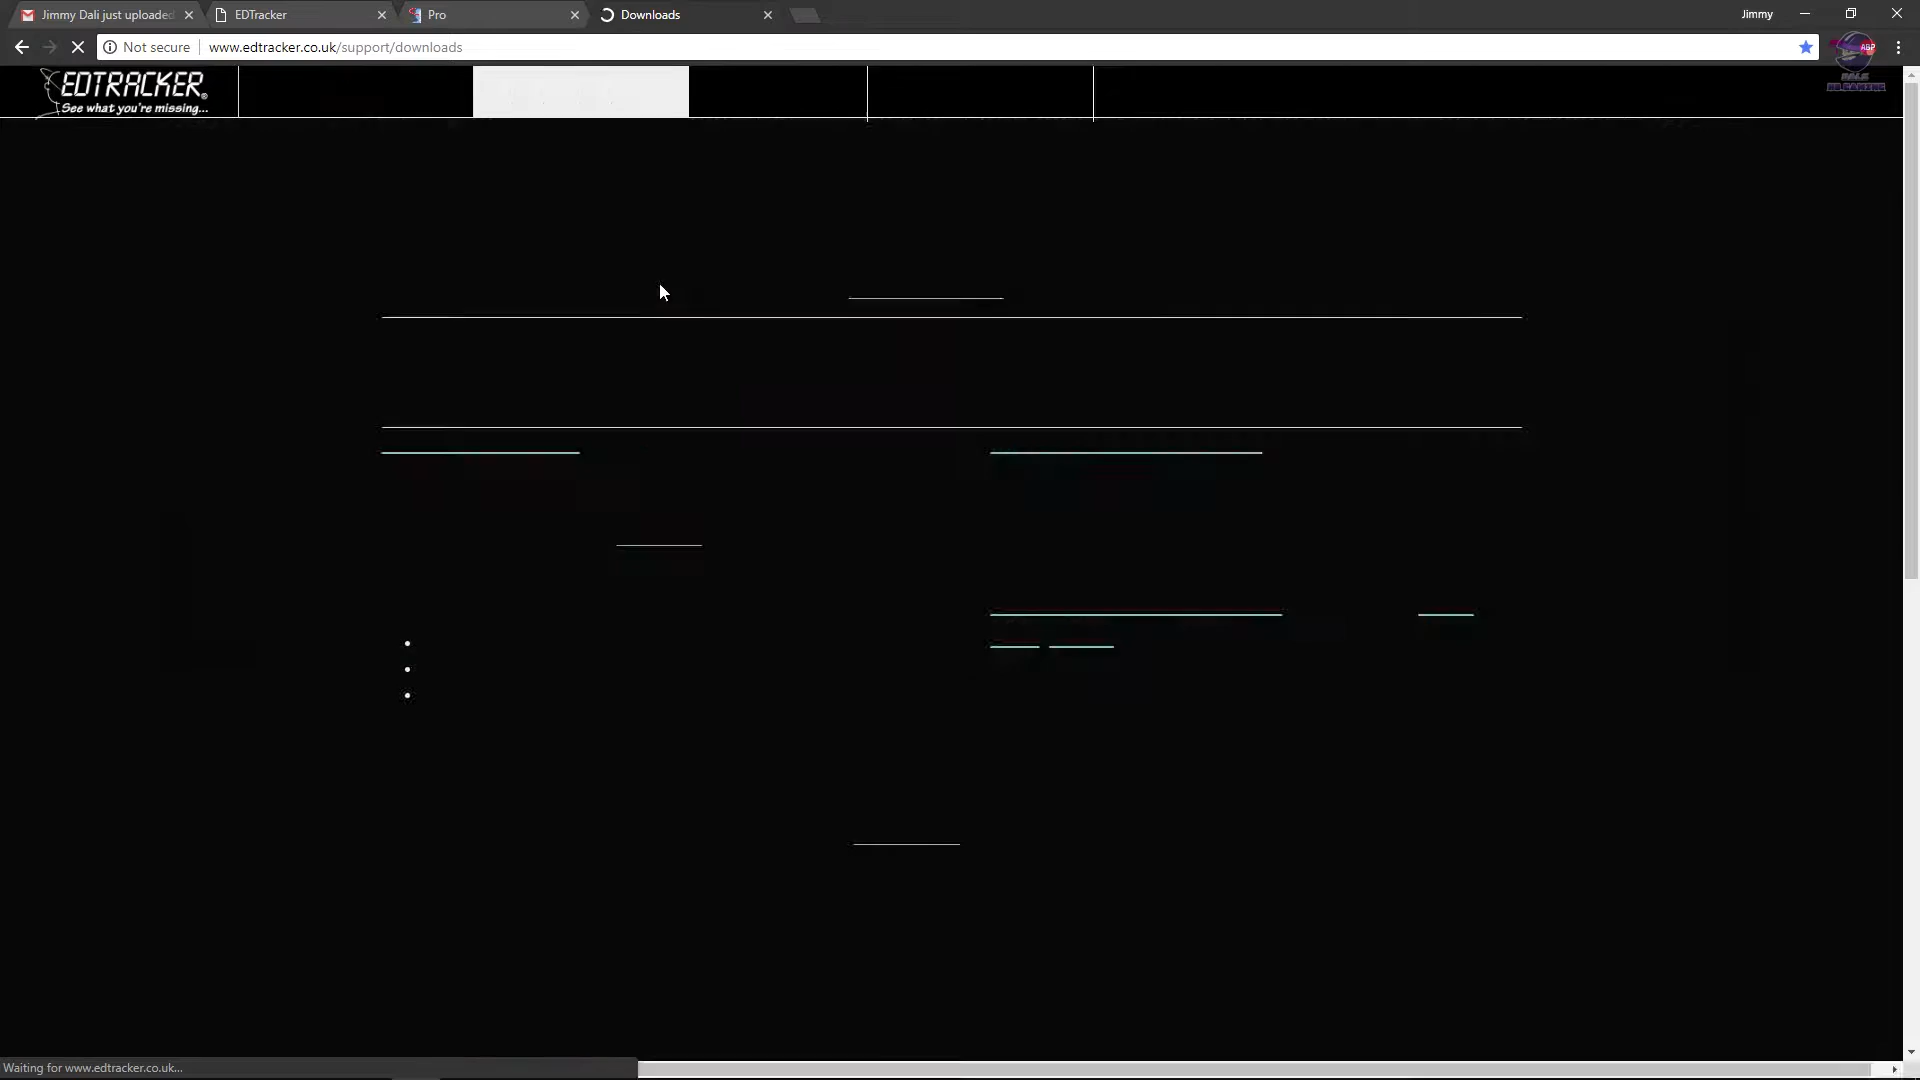 Jimmy Dali just uploaded
EDTracker
Pro
Downloads
Jimmy
Not secure
www.edtracker.co.uk/support/downloads
ABP
EDTRACKER®
See what you're missing...
Waiting for www.edtracker.co.uk...